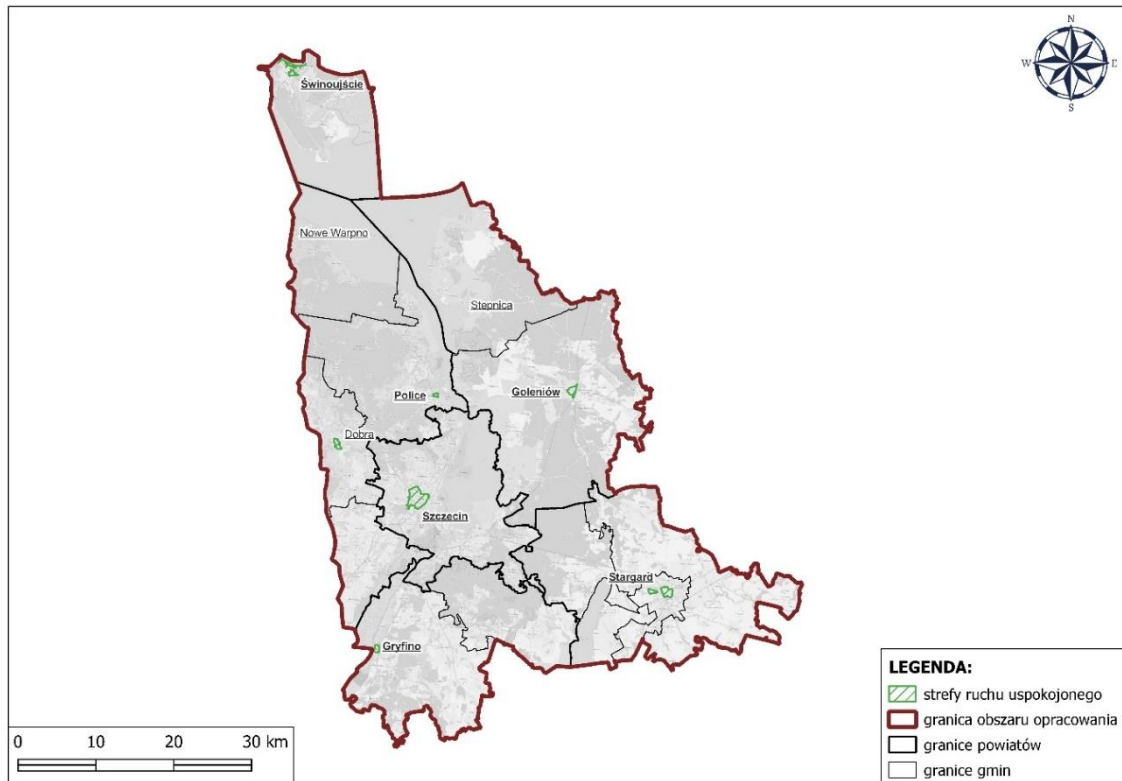 N
W E
S
Świnoujście
Nowe Warpno
Stepnica
Police
Goleniów
Dobra
Szczecin
Stargard
Gryfino
LEGENDA:
strefy ruchu uspokojonego
granica obszaru opracowania
granice powiatów
granice gmin
0 10 20 30 km